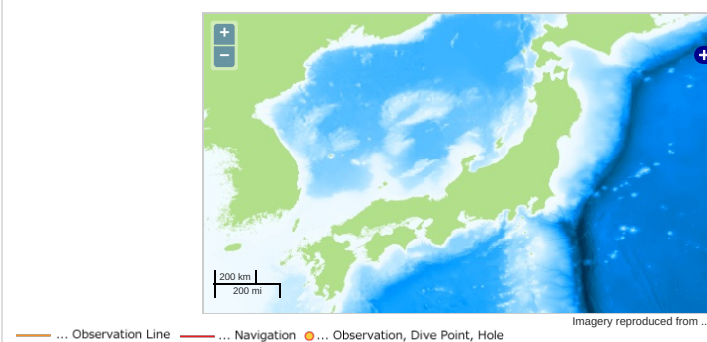 +
−
200 km
200 mi
Imagery reproduced from ..
... Observation Line ... Navigation ... Observation, Dive Point, Hole